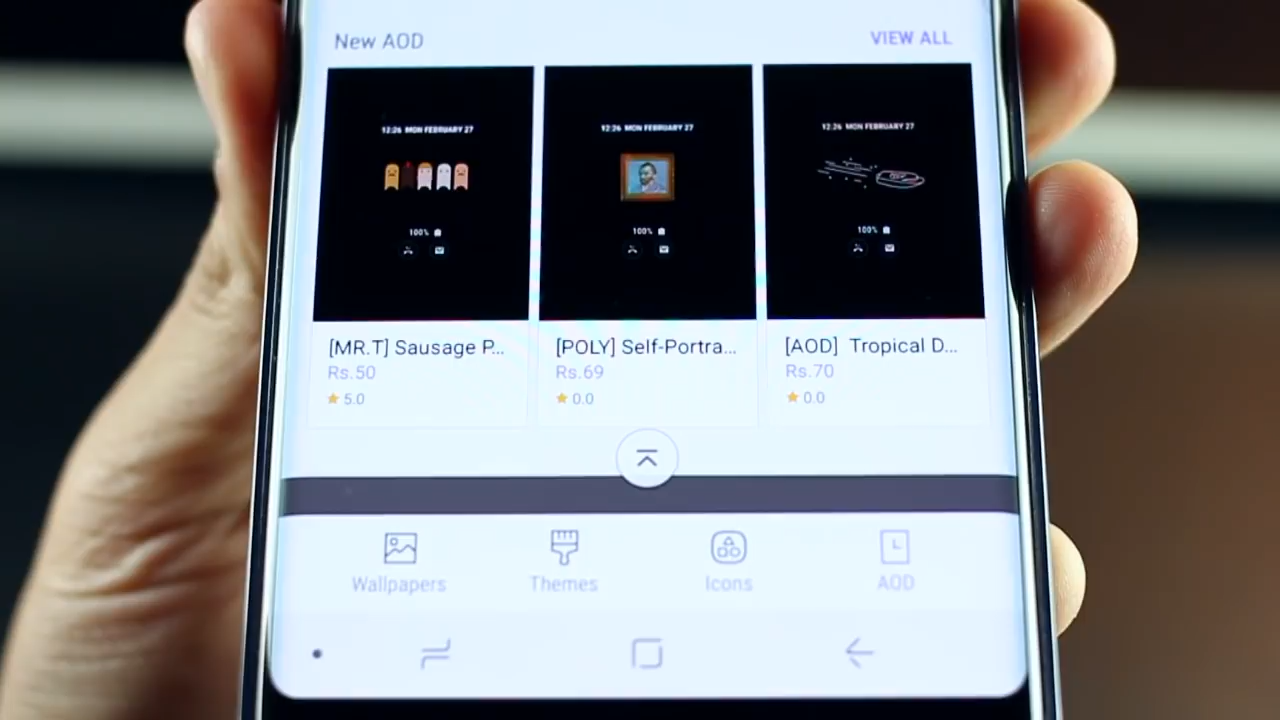 New AOD
VIEW ALL
12:26 MON FEBRUARY 27
12:26 MON FEBRUARY 27
12:26 MON FEBRUARY 27
100%
100%
100%
[MR.T] Sausage P...
[POLY] Self-Portra...
[AOD] Tropical D...
Rs.50
Rs.69
Rs.70
5.0
0.0
0.0
Wallpapers
Themes
Icons
AOD